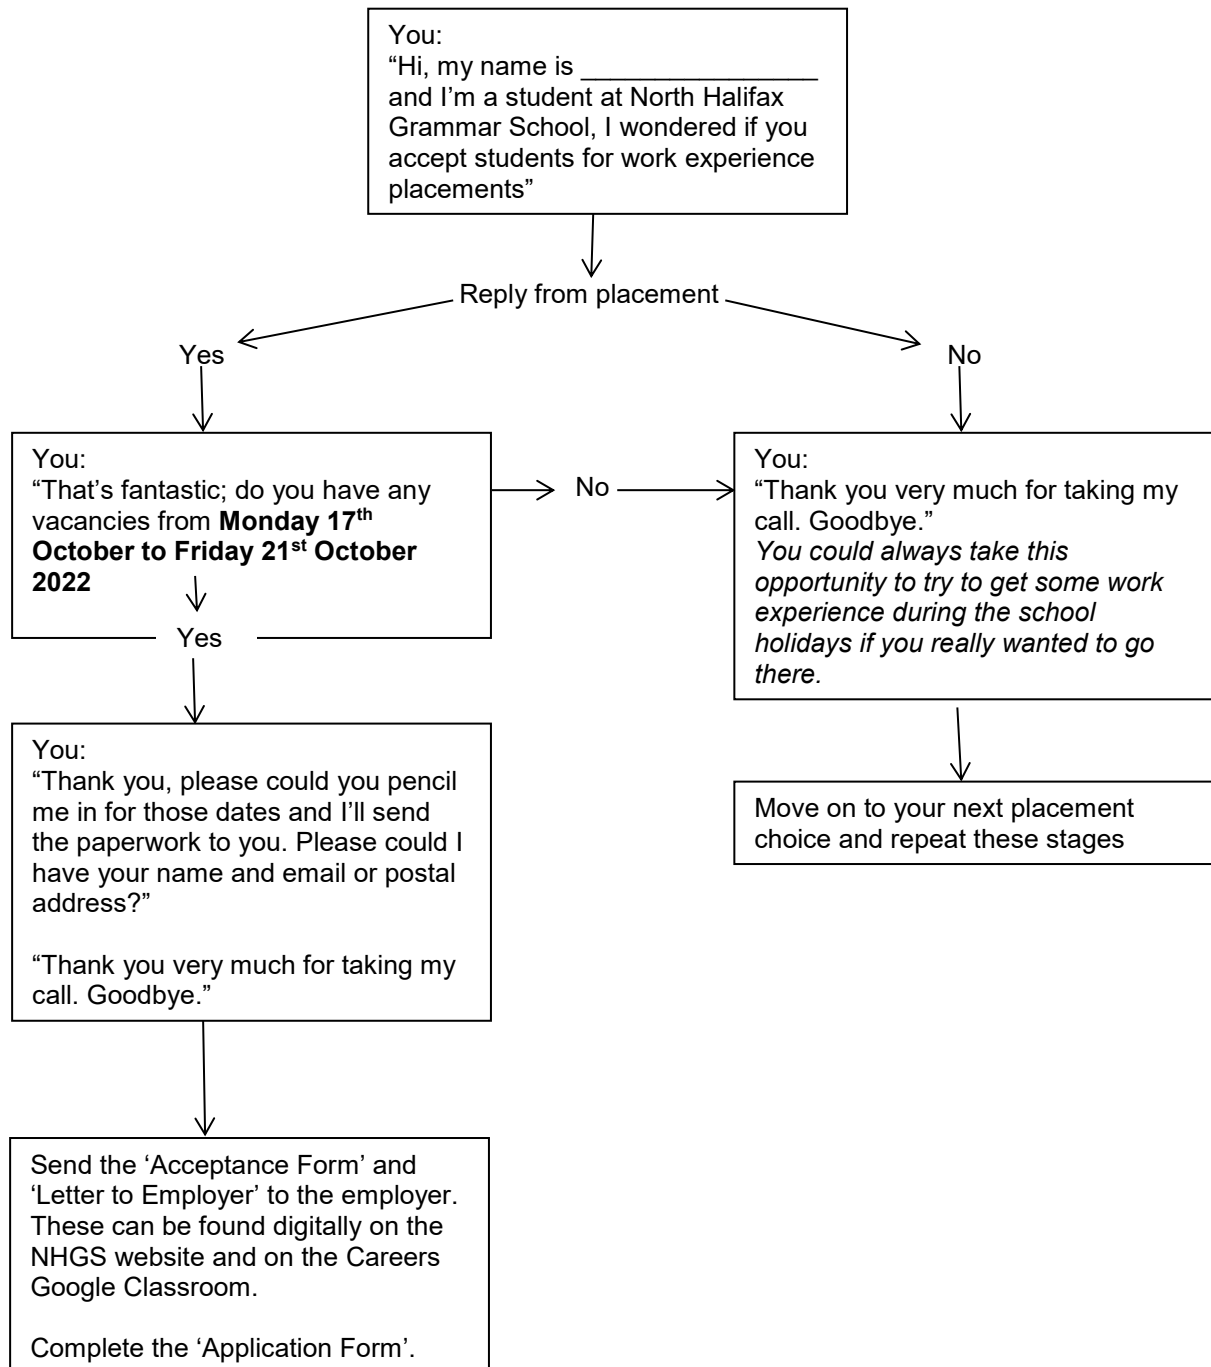 You:
“Hi, my name is ________________
and I’m a student at North Halifax
Grammar School, I wondered if you
accept students for work experience
placements”
Reply from placement
Yes
No
You:
“That’s fantastic; do you have any
vacancies from Monday 17th
October to Friday 21st October
2022
No
Yes
You:
“Thank you very much for taking my
call. Goodbye.”
You could always take this
opportunity to try to get some work
experience during the school
holidays if you really wanted to go
there.
You:
“Thank you, please could you pencil
me in for those dates and I’ll send
the paperwork to you. Please could I
have your name and email or postal
address?”
“Thank you very much for taking my
call. Goodbye.”
Move on to your next placement
choice and repeat these stages
Send the ‘Acceptance Form’ and
‘Letter to Employer’ to the employer.
These can be found digitally on the
NHGS website and on the Careers
Google Classroom.
Complete the ‘Application Form’.